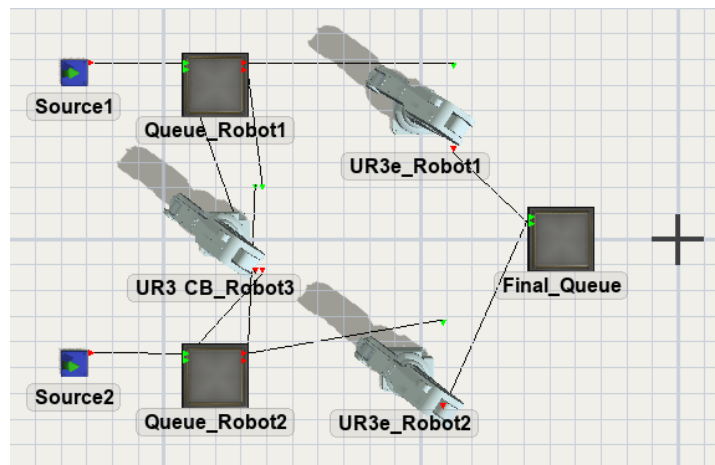 Source1
Queue_Robot1
UR3e_Robot1
UR3 CB_Robot3
Final_Queue
Source2
Queue_Robot2
UR3e_Robot2